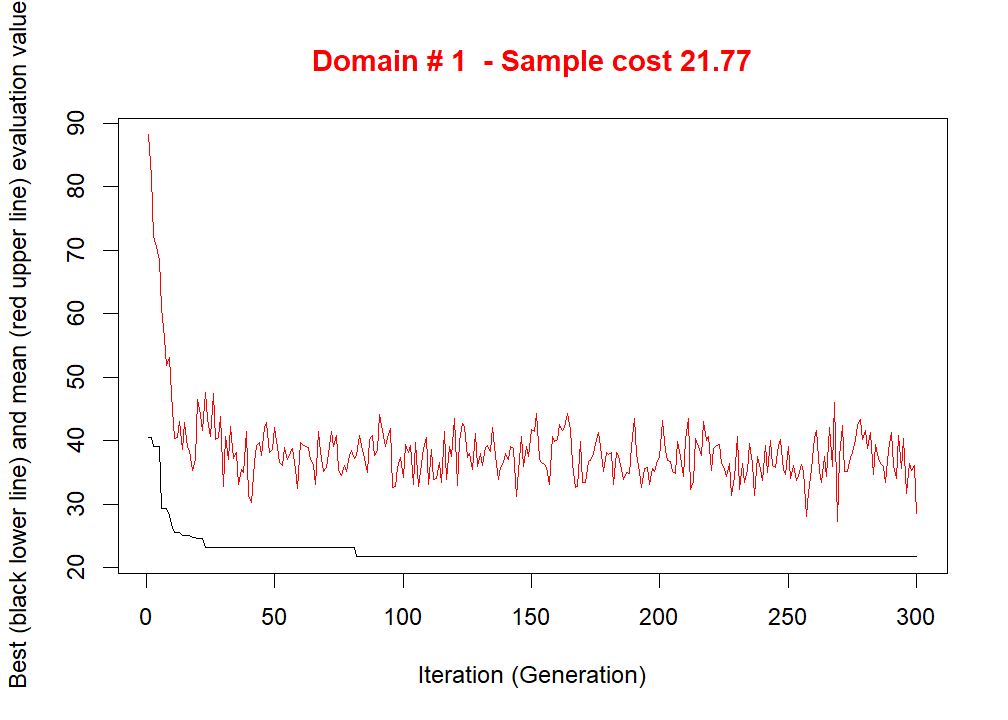 Domain # 1  - Sample cost 21.77
Best (black lower line) and mean (red upper line) evaluation value
90
80
70
60
50
40
30
20
0 50 100 150 200 250 300
Iteration (Generation)